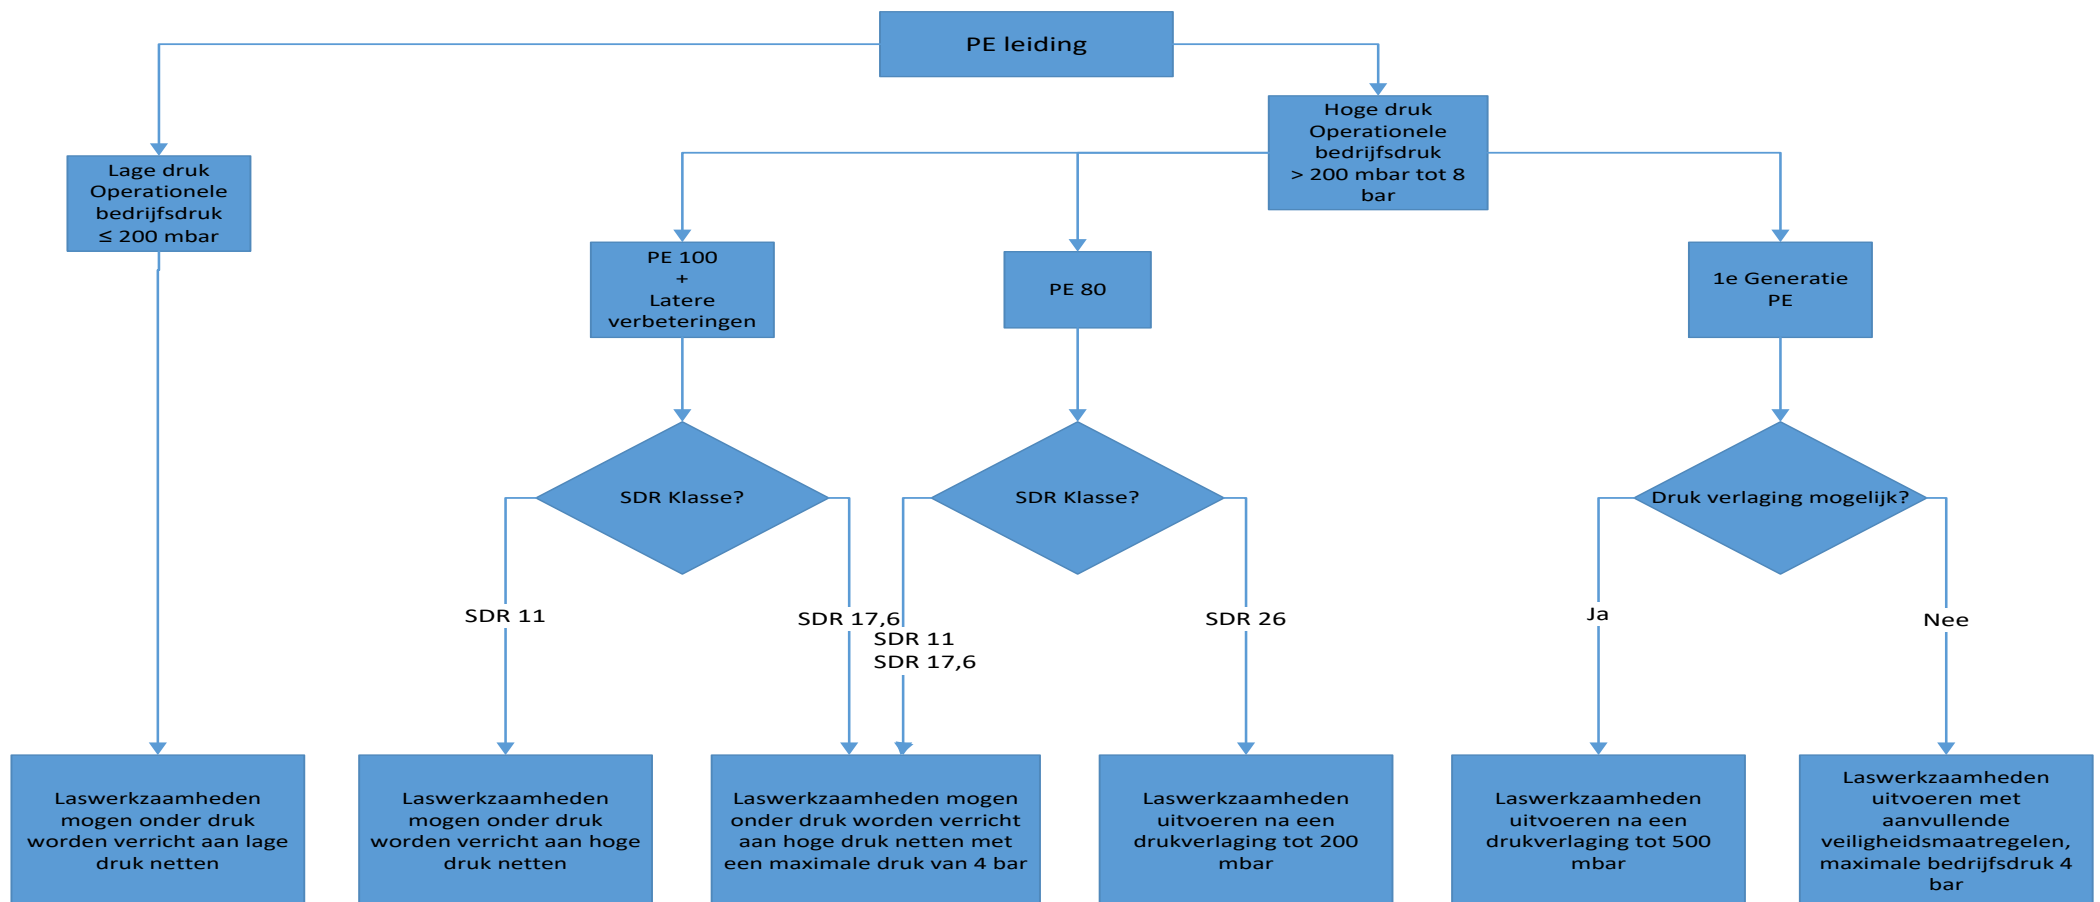 PE leiding
Hoge druk
Operationele
bedrijfsdruk
> 200 mbar tot 8
bar
Lage druk
Operationele
bedrijfsdruk
≤ 200 mbar
PE 100
+
Latere
verbeteringen
PE 80
1e Generatie
PE
SDR Klasse?
SDR Klasse?
Druk verlaging mogelijk?
SDR 11
SDR 17,6
SDR 11
SDR 17,6
SDR 26
Ja
Nee
Laswerkzaamheden
mogen onder druk
worden verricht aan lage
druk netten
Laswerkzaamheden
mogen onder druk
worden verricht aan hoge
druk netten
Laswerkzaamheden mogen
onder druk worden verricht
aan hoge druk netten met
een maximale druk van 4 bar
Laswerkzaamheden
uitvoeren na een
drukverlaging tot 200
mbar
Laswerkzaamheden
uitvoeren na een
drukverlaging tot 500
mbar
Laswerkzaamheden
uitvoeren met
aanvullende
veiligheidsmaatregelen,
maximale bedrijfsdruk 4
bar